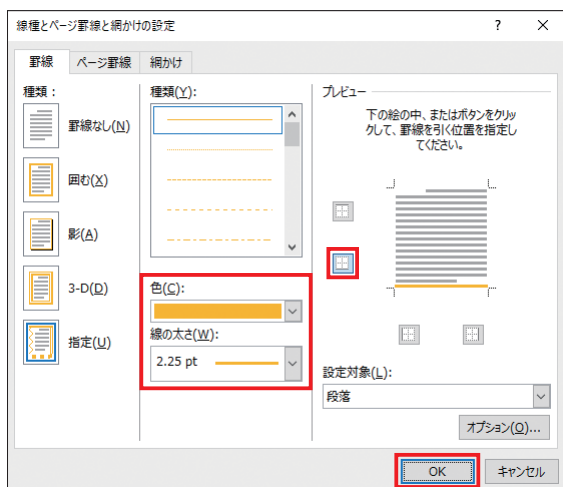 線種とページ罫線と網かけの設定
? ×
罫線 ページ罫線 網かけ
種類：
罫線なし(N)
囲む(X)
影(A)
3-D(D)
指定(U)
種類(Y):
色(C):
線の太さ(W):
2.25 pt
プレビュー
下の絵の中、またはボタンをクリッ
クして、罫線を引く位置を指定し
てください。
設定対象(L):
段落
オプション(O)...
OK キャンセル